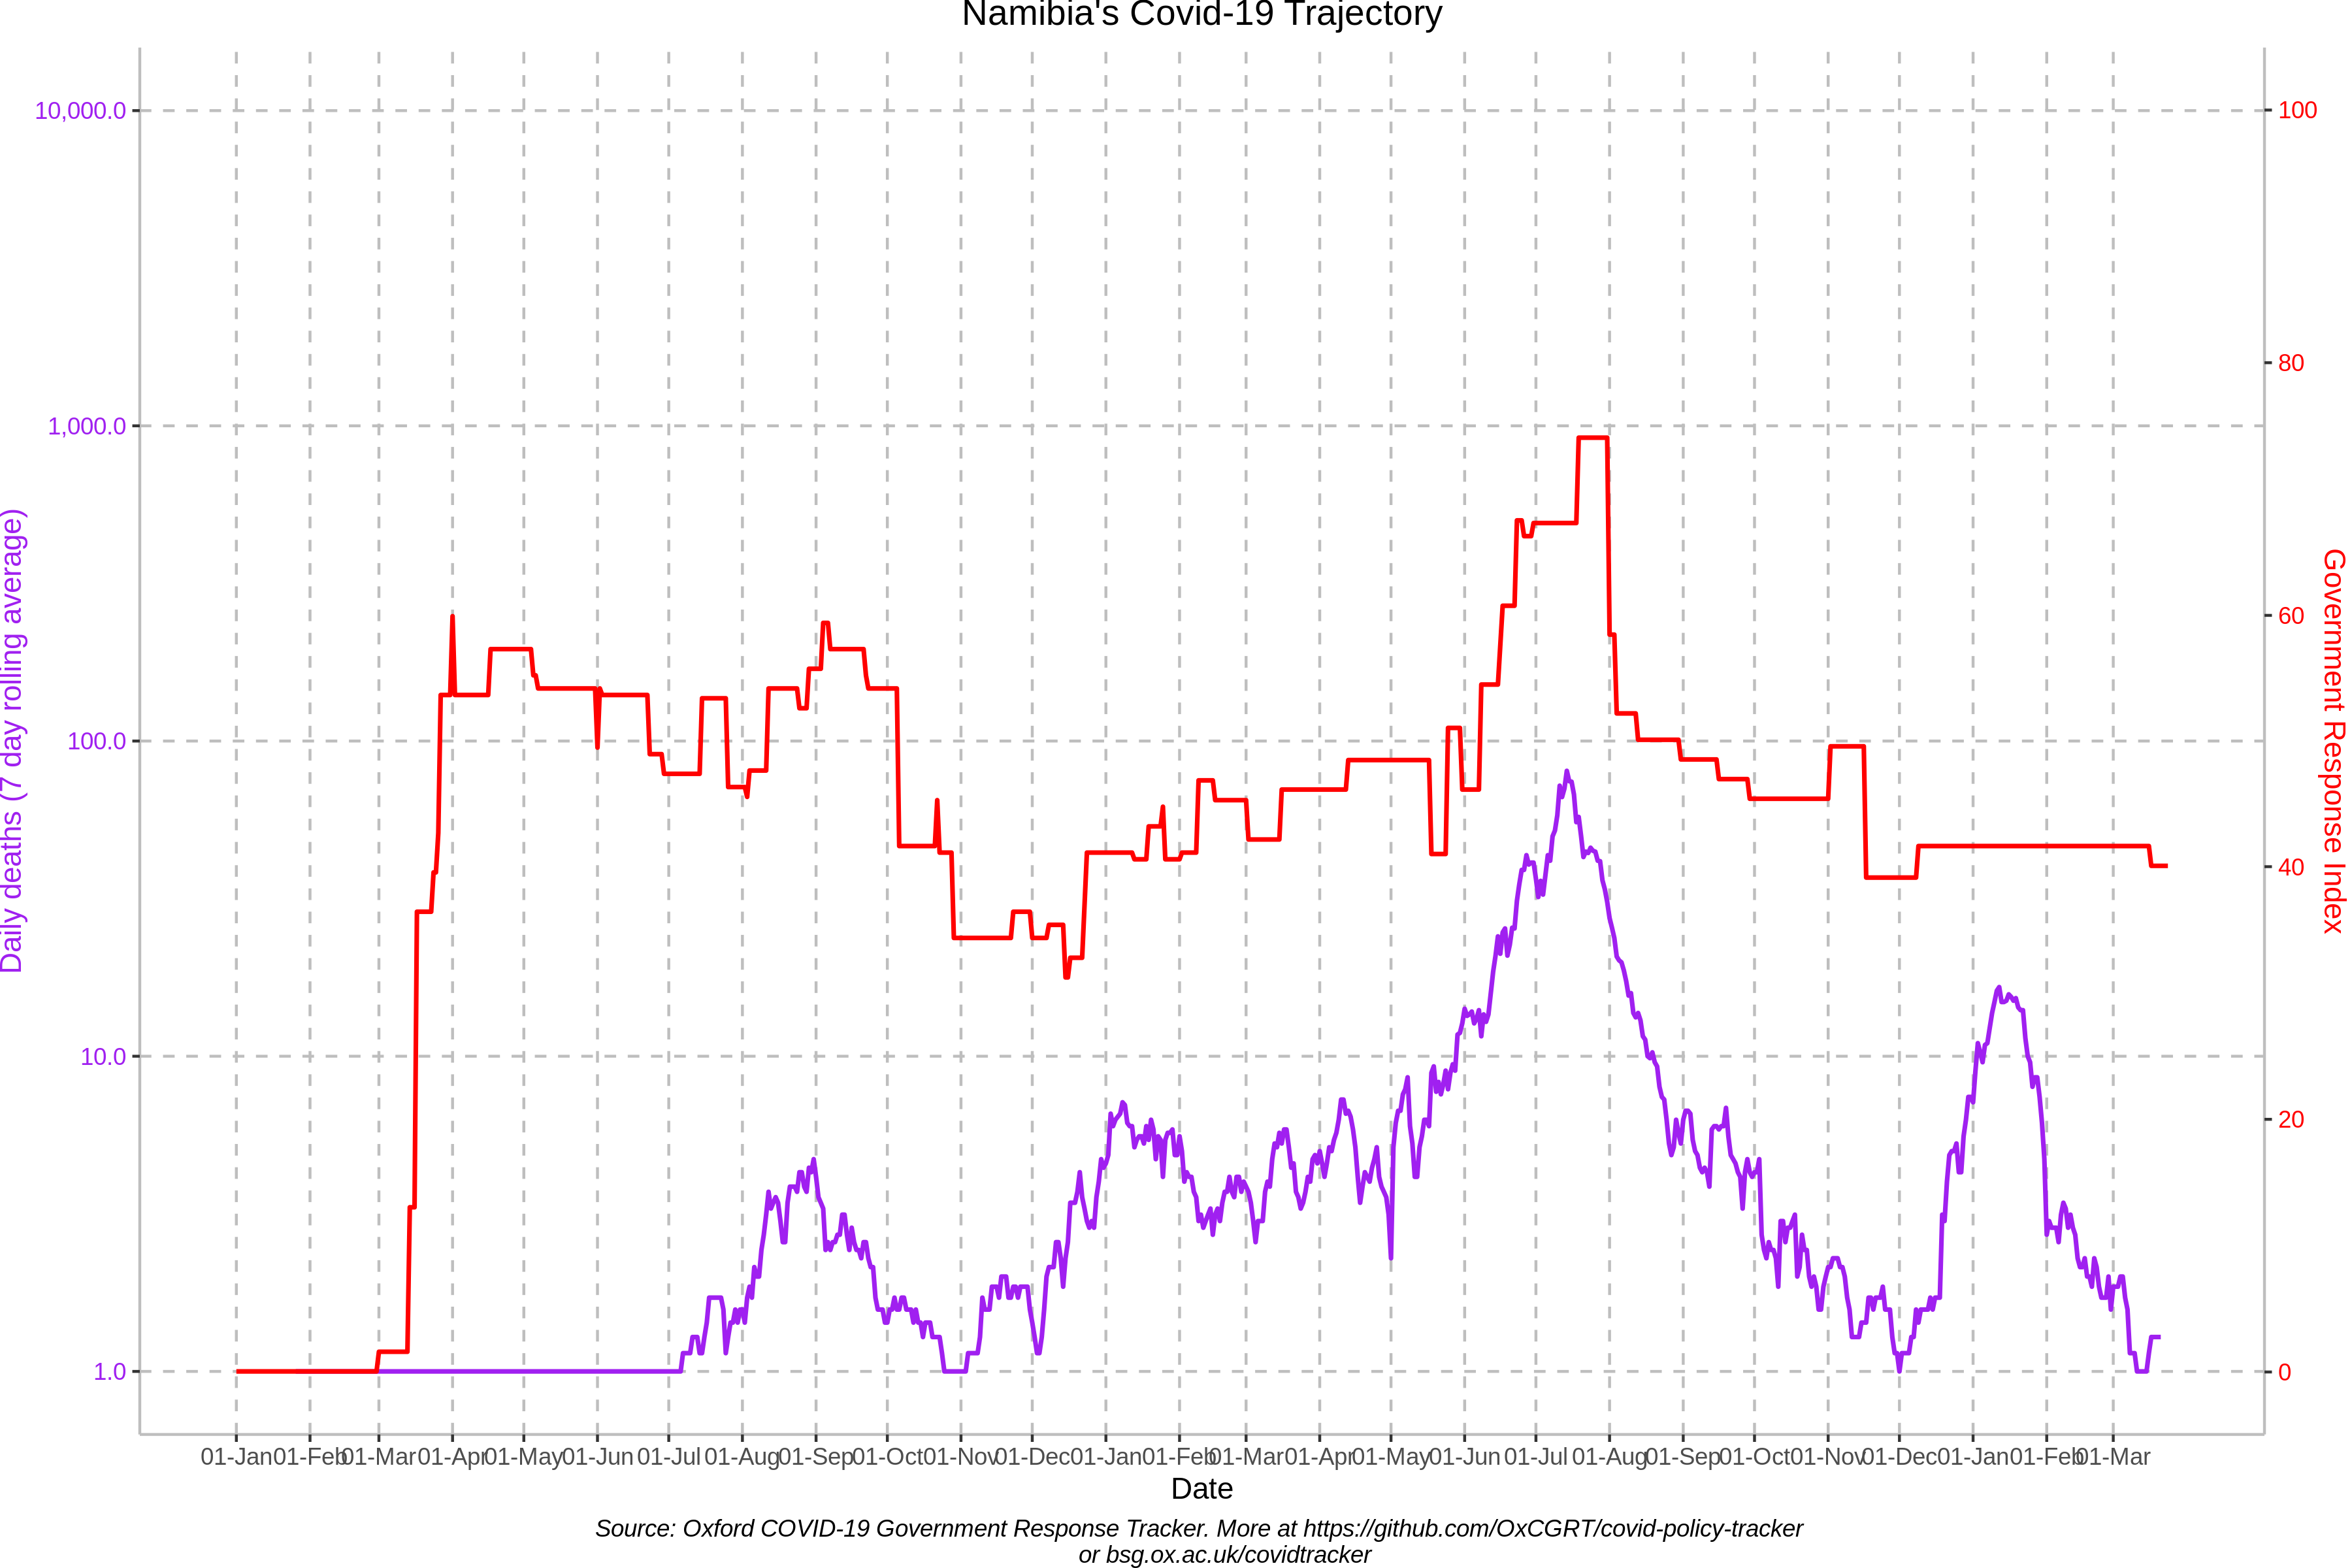 Namibia's Covid-19 Trajectory
Daily deaths (7 day rolling average)
10,000.0
1,000.0
100.0
10.0
1.0
100
80
60
40
20
0
Government Response Index
01-Jan 01-Feb 01-Mar 01-Apr 01-May 01-Jun 01-Jul 01-Aug 01-Sep 01-Oct 01-Nov 01-Dec 01-Jan 01-Feb 01-Mar 01-Apr 01-May 01-Jun 01-Jul 01-Aug 01-Sep 01-Oct 01-Nov 01-Dec 01-Jan 01-Feb 01-Mar
Date
Source: Oxford COVID-19 Government Response Tracker. More at https://github.com/OxCGRT/covid-policy-tracker
or bsg.ox.ac.uk/covidtracker